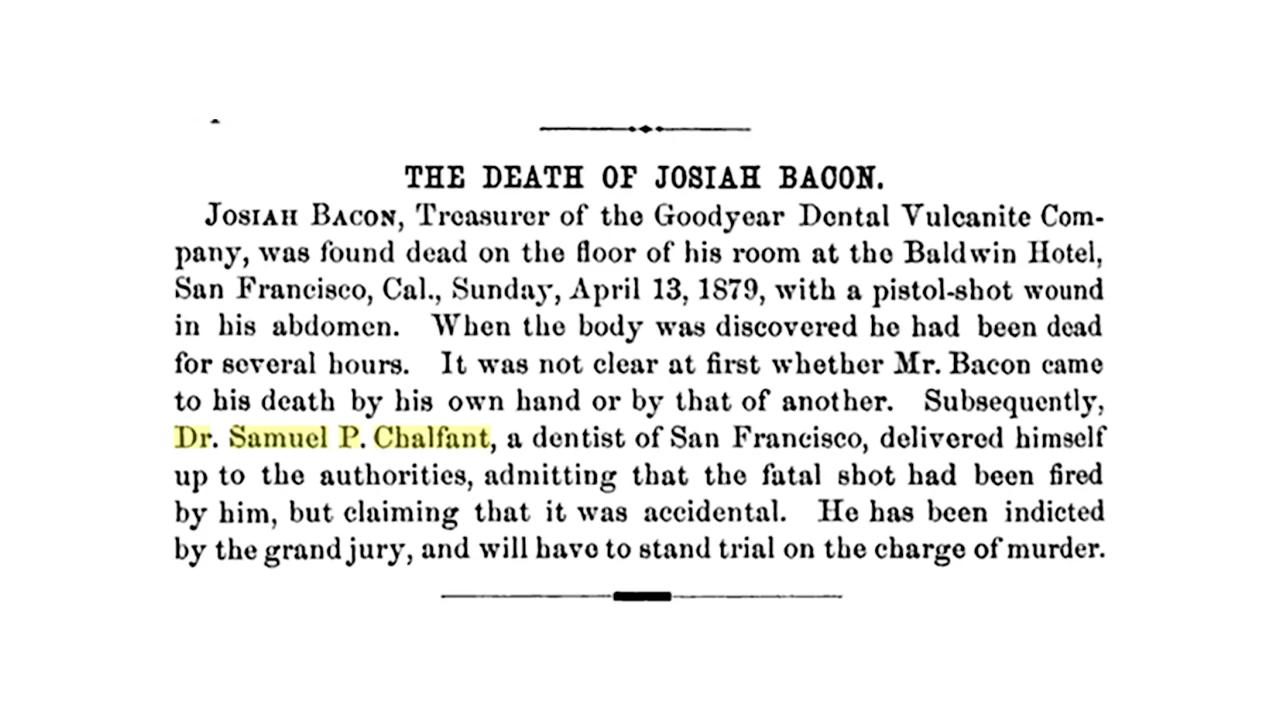 THE DEATH OF JOSIAH BACON.
JOSIAH BACON, Treasurer of the Goodyear Dental Vulcanite Com-
pany, was found dead on the floor of his room at the Baldwin Hotel,
San Francisco, Cal., Sunday, April 13, 1879, with a pistol-shot wound
in his abdomen. When the body was discovered he had been dead
for several hours. It was not clear at first whether Mr. Bacon came
to his death by his own hand or by that of another. Subsequently,
Dr. Samuel P. Chalfant, a dentist of San Francisco, delivered himself
up to the authorities, admitting that the fatal shot had been fired
by him, but claiming that it was accidental. He has been indicted
by the grand jury, and will have to stand trial on the charge of murder.